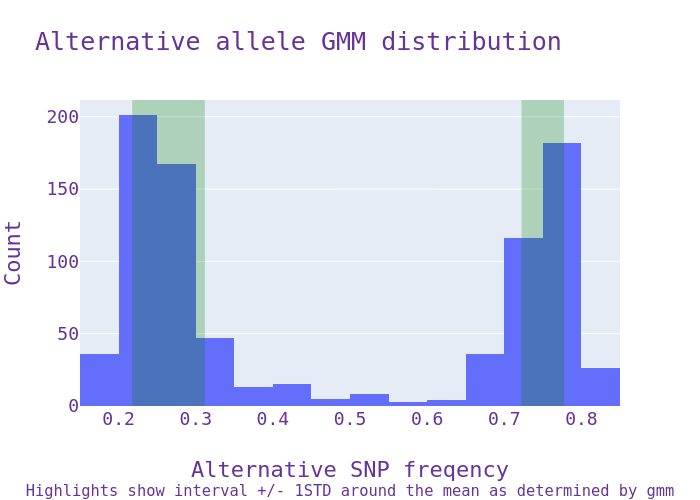 Alternative allele GMM distribution
200
150
100
50
0
Count
0.2 0.3 0.4 0.5 0.6 0.7 0.8
Alternative SNP freqency
Highlights show interval +/- 1STD around the mean as determined by gmm